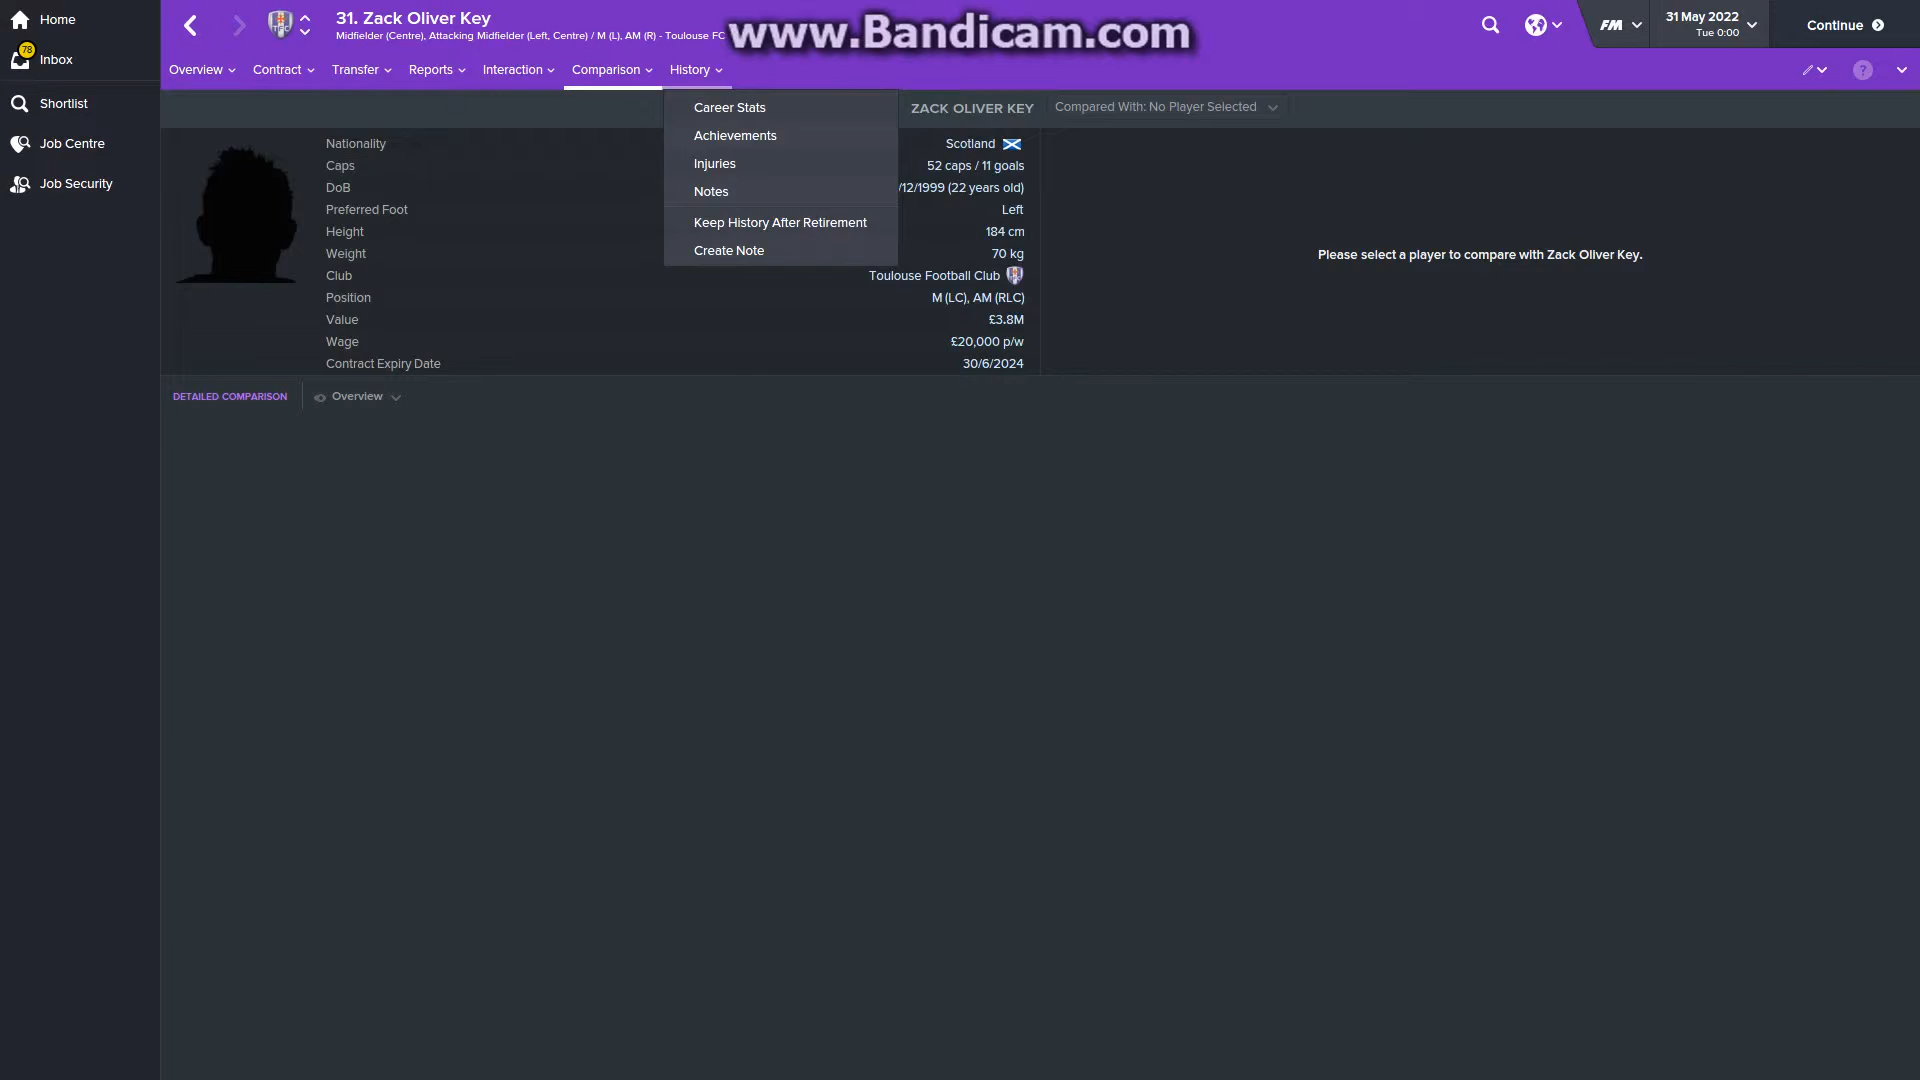 Home
78
Inbox
Shortlist
Job Centre
Job Security
31. Zack Oliver Key
Midfielder (Centre), Attacking Midfielder (Left, Centre) / M (L), AM (R) - Toulouse FC
www.Bandicam.com
FM
31 May 2022
Tue 0:00
Continue
Overview
Contract
Transfer
Reports
Interaction
Comparison
History
?
Career Stats
Achievements
Injuries
Notes
Keep History After Retirement
Create Note
ZACK OLIVER KEY
Compared With: No Player Selected
Nationality Scotland
Caps 52 caps / 11 goals
DoB /12/1999 (22 years old)
Preferred Foot Left
Height 184 cm
Weight 70 kg
Club Toulouse Football Club
Position M (LC), AM (RLC)
Value £3.8M
Wage £20,000 p/w
Contract Expiry Date 30/6/2024
Please select a player to compare with Zack Oliver Key.
DETAILED COMPARISON
Overview